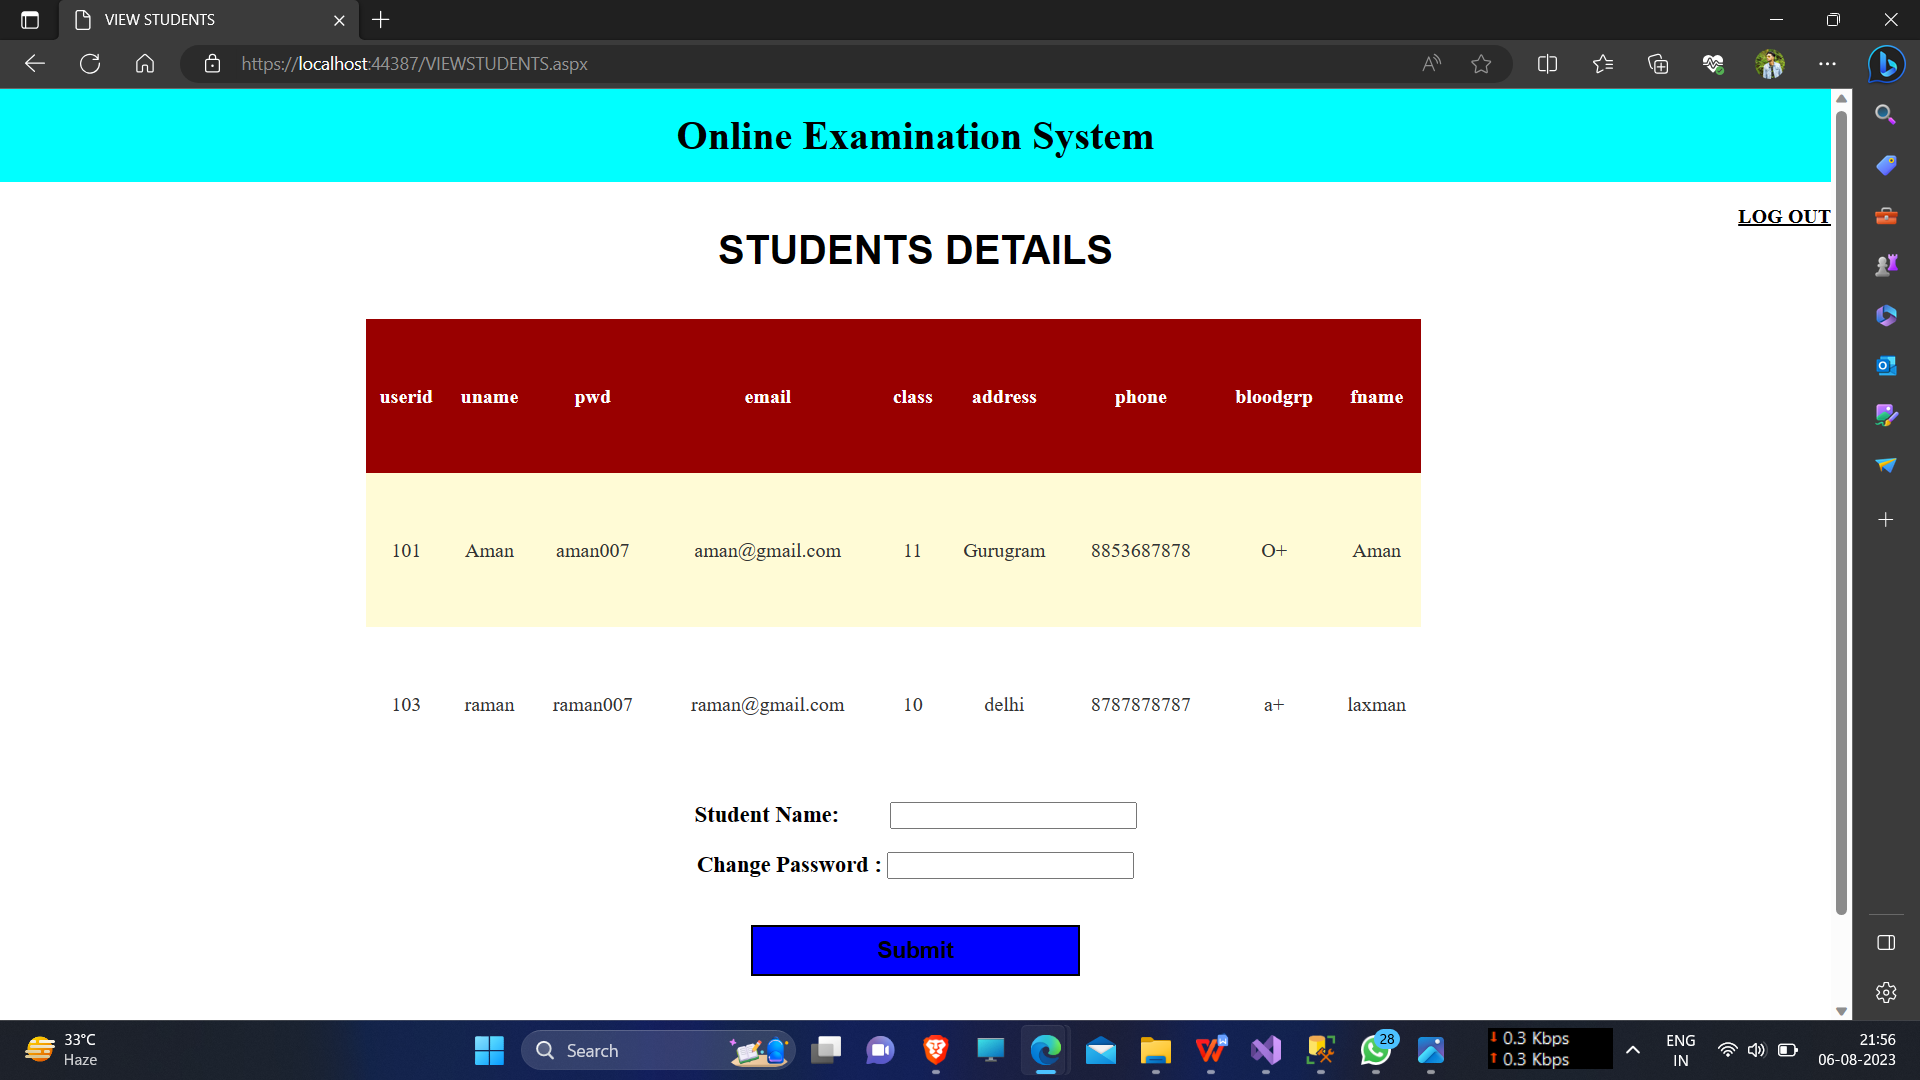 VIEW STUDENTS
https://localhost:44387/VIEWSTUDENTS.aspx
Online Examination System
LOG OUT
STUDENTS DETAILS
userid uname pwd email class address phone bloodgrp fname
101 Aman aman007 aman@gmail.com 11 Gurugram 8853687878 O+ Aman
103 raman raman007 raman@gmail.com 10 delhi 8787878787 a+ laxman
Student Name:
Change Password :
Submit
33°C
Haze
Search
28
0.3 Kbps
0.3 Kbps
ENG
IN
21:56
06-08-2023